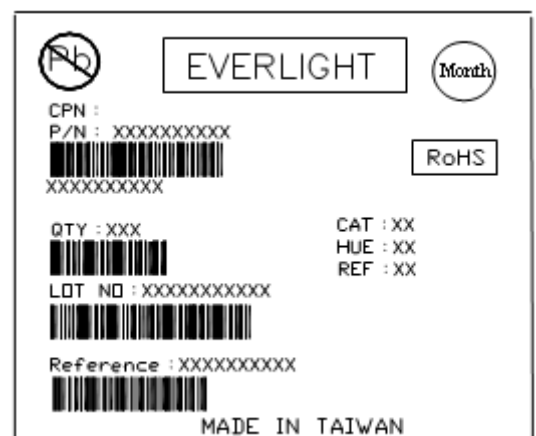 Pb
EVERLIGHT
Month
CPN :
P/N : XXXXXXXXXX
RoHS
XXXXXXXXXX
QTY : XXX
CAT : XX
HUE : XX
REF : XX
LOT NO : XXXXXXXXXXX
Reference : XXXXXXXXXX
MADE IN TAIWAN